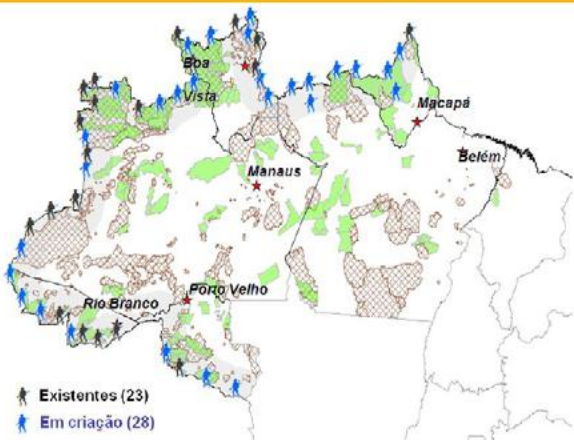 Boa
Vista
Macapá
Belém
Manaus
Rio Branco
Porto Velho
Existentes (23)
Em criação (28)